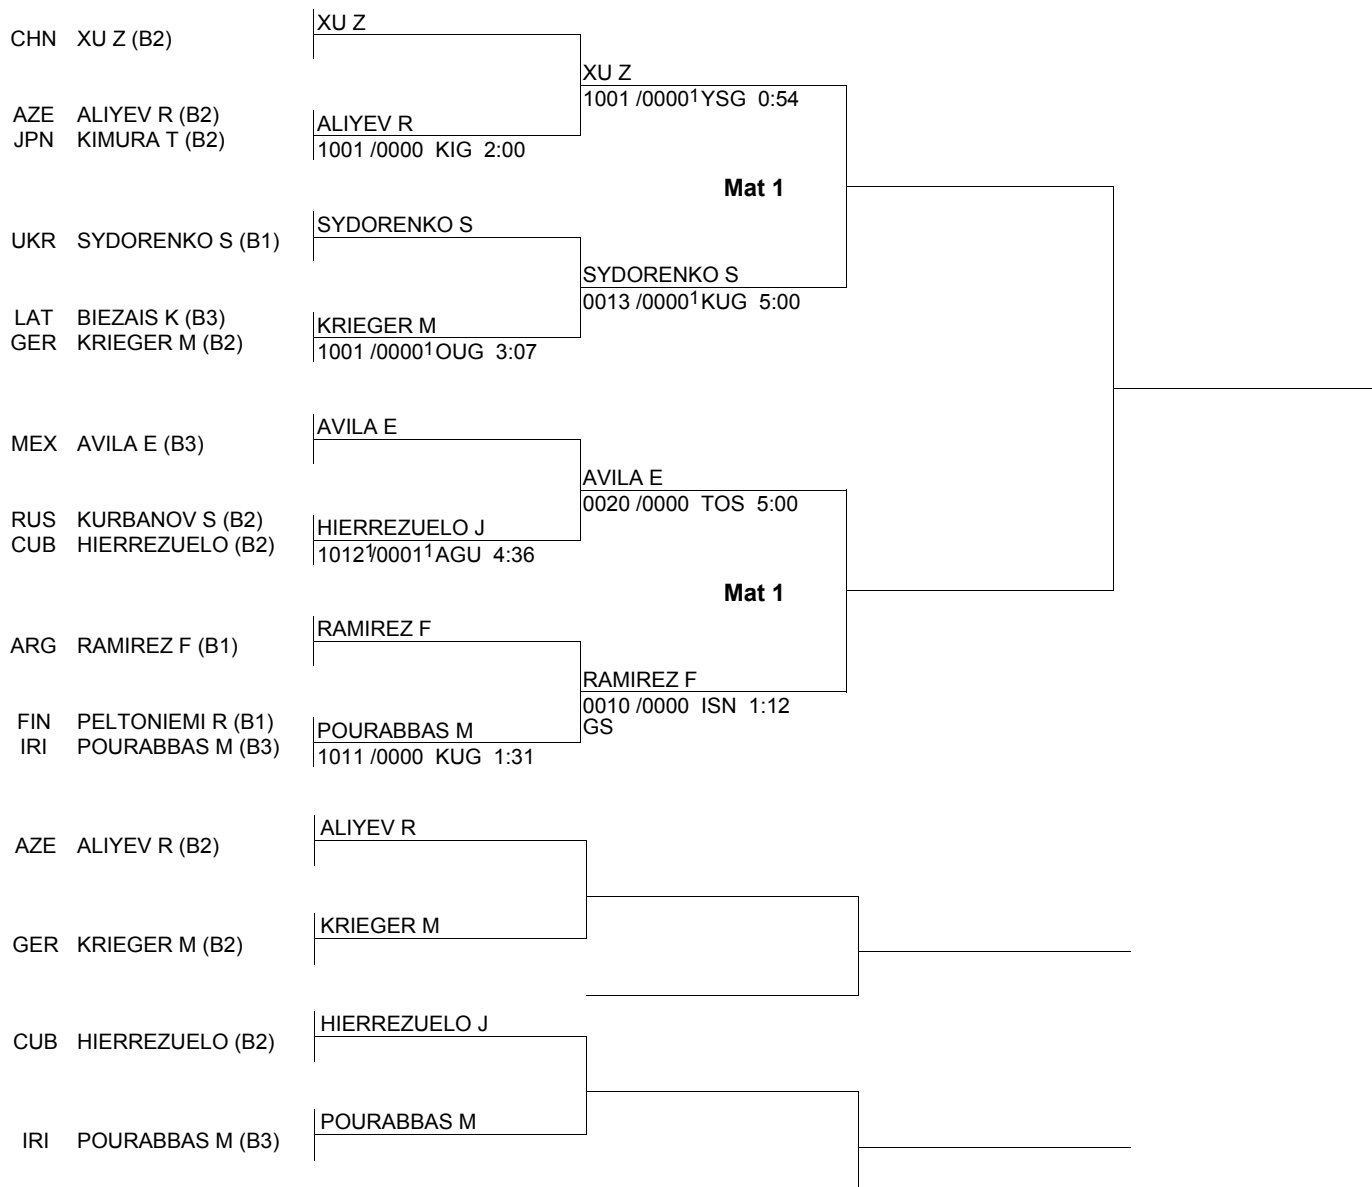 XU Z
CHN XU Z (B2)
XU Z
1001 /0000¹ YSG 0:54
AZE ALIYEV R (B2)
JPN KIMURA T (B2)
ALIYEV R
1001 /0000 KIG 2:00
Mat 1
SYDORENKO S
UKR SYDORENKO S (B1)
SYDORENKO S
0013 /0000¹ KUG 5:00
LAT BIEZAIS K (B3)
GER KRIEGER M (B2)
KRIEGER M
1001 /0000¹ OUG 3:07
AVILA E
MEX AVILA E (B3)
AVILA E
0020 /0000 TOS 5:00
RUS KURBANOV S (B2)
CUB HIERREZUELO (B2)
HIERREZUELO J
1012¹/0001¹ AGU 4:36
Mat 1
RAMIREZ F
ARG RAMIREZ F (B1)
RAMIREZ F
0010 /0000 ISN 1:12
GS
FIN PELTONIEMI R (B1)
IRI POURABBAS M (B3)
POURABBAS M
1011 /0000 KUG 1:31
ALIYEV R
AZE ALIYEV R (B2)
KRIEGER M
GER KRIEGER M (B2)
HIERREZUELO J
CUB HIERREZUELO (B2)
POURABBAS M
IRI POURABBAS M (B3)